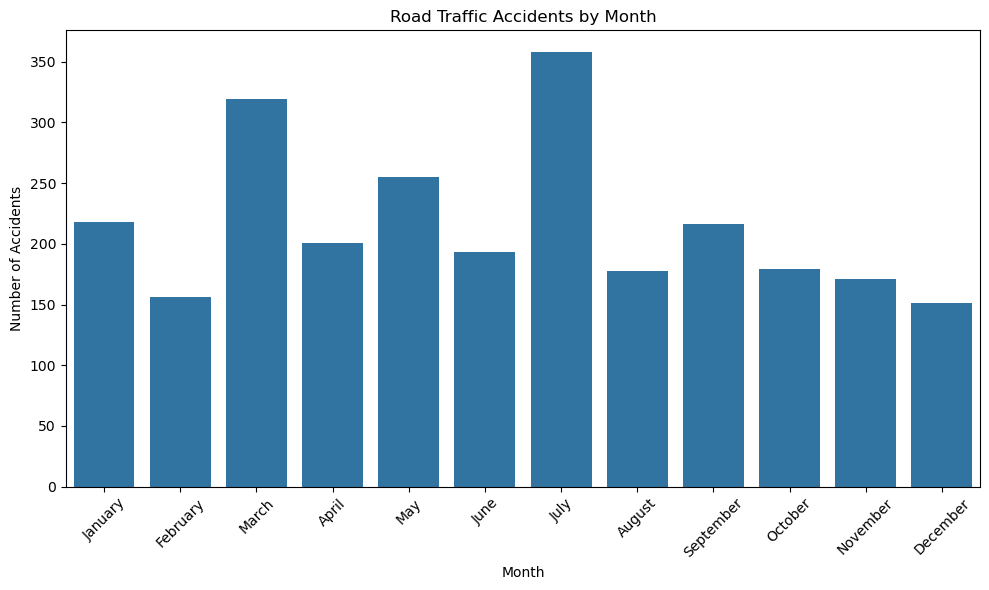 Road Traffic Accidents by Month
Number of Accidents
350
300
250
200
150
100
50
0
January
February
March
April
May
June
July
August
September
October
November
December
Month